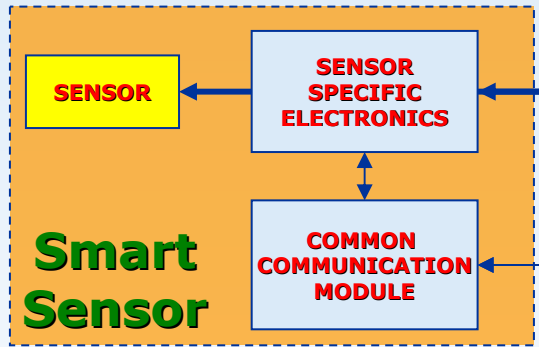 SENSOR
SENSOR
SPECIFIC
ELECTRONICS
COMMON
COMMUNICATION
MODULE
Smart
Sensor